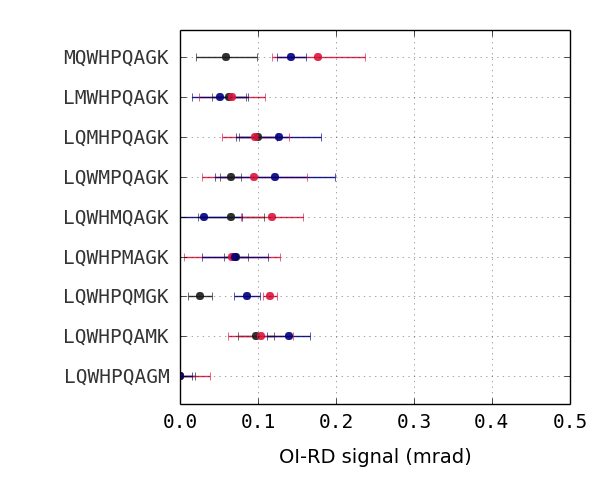 MQWHPQAGK
LMWHPQAGK
LQMHPQAGK
LQWMPQAGK
LQWHMQAGK
LQWHPMAGK
LQWHPQMGK
LQWHPQAMK
LQWHPQAGM
0.0 0.1 0.2 0.3 0.4 0.5
OI-RD signal (mrad)